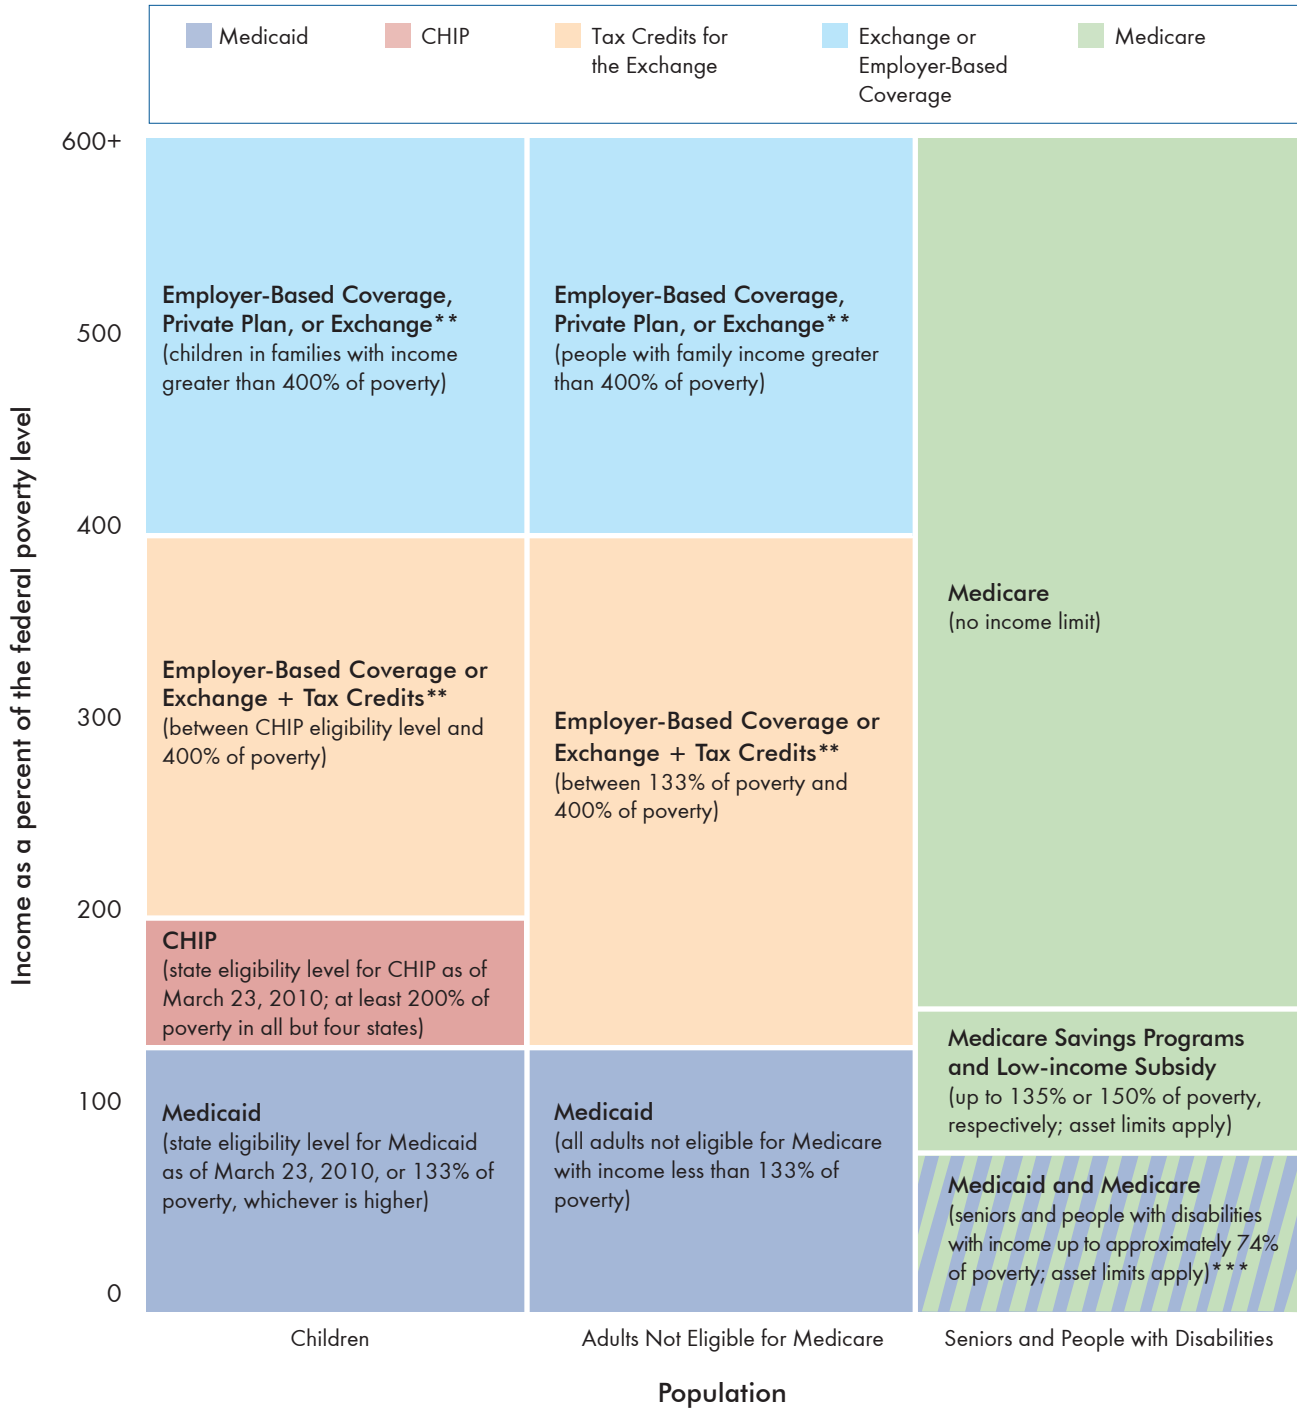 Medicaid
CHIP
Tax Credits for
the Exchange
Exchange or
Employer-Based
Coverage
Medicare
Income as a percent of the federal poverty level
600+
500
400
300
200
100
0
Employer-Based Coverage,
Private Plan, or Exchange**
(children in families with income
greater than 400% of poverty)
Employer-Based Coverage or
Exchange + Tax Credits**
(between CHIP eligibility level and
400% of poverty)
CHIP
(state eligibility level for CHIP as of
March 23, 2010; at least 200% of
poverty in all but four states)
Medicaid
(state eligibility level for Medicaid
as of March 23, 2010, or 133% of
poverty, whichever is higher)
Employer-Based Coverage,
Private Plan, or Exchange**
(people with family income greater
than 400% of poverty)
Employer-Based Coverage or
Exchange + Tax Credits**
(between 133% of poverty and
400% of poverty)
Medicaid
(all adults not eligible for Medicare
with income less than 133% of
poverty)
Medicare
(no income limit)
Medicare Savings Programs
and Low-income Subsidy
(up to 135% or 150% of poverty,
respectively; asset limits apply)
Medicaid and Medicare
(seniors and people with disabilities
with income up to approximately 74%
of poverty; asset limits apply)***
Children
Adults Not Eligible for Medicare
Seniors and People with Disabilities
Population